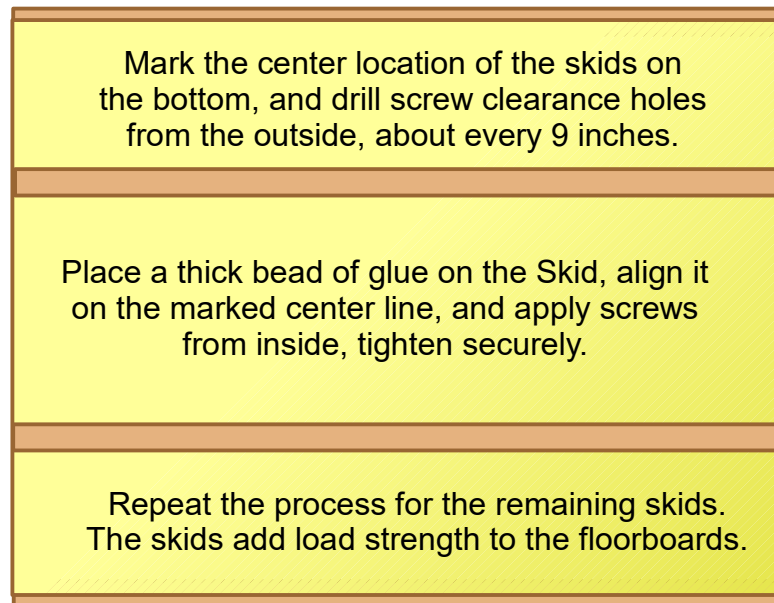 Mark the center location of the skids on
the bottom, and drill screw clearance holes
from the outside, about every 9 inches.
Place a thick bead of glue on the Skid, align it
on the marked center line, and apply screws
from inside, tighten securely.
Repeat the process for the remaining skids.
The skids add load strength to the floorboards.